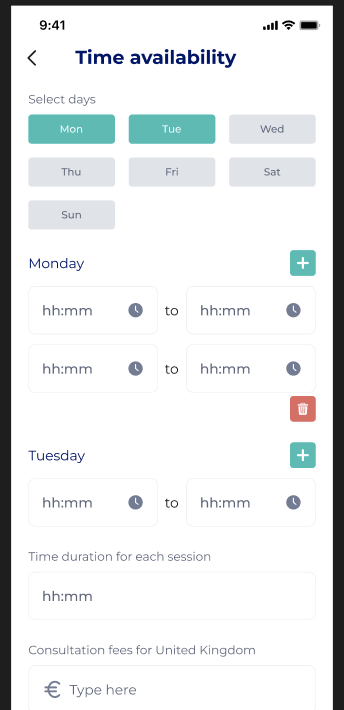 9:41
Time availability
Select days
Mon Tue Wed
Thu Fri Sat
Sun
Monday
hh:mm to hh:mm
hh:mm to hh:mm
Tuesday
hh:mm to hh:mm
Time duration for each session
hh:mm
Consultation fees for United Kingdom
€ Type here